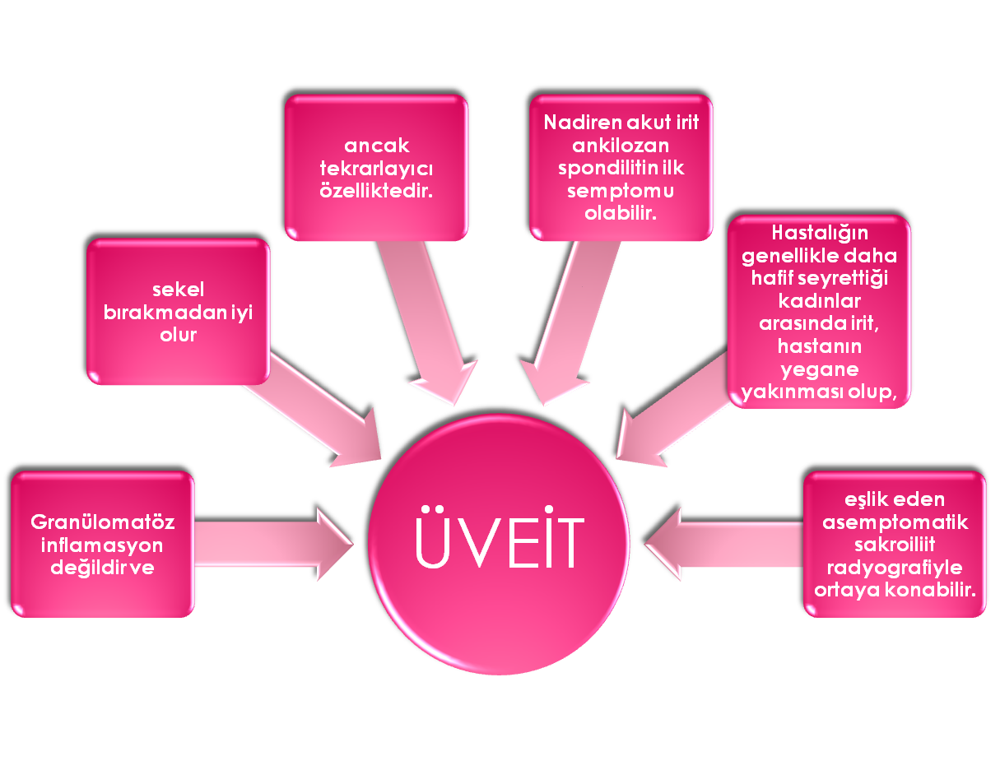 Granülomatöz
inflamasyon
değildir ve
sekel
bırakmadan iyi
olur
ancak
tekrarlayıcı
özelliktedir.
Nadiren akut irit
ankilozan
spondilitin ilk
semptomu
olabilir.
Hastalığın
genellikle daha
hafif seyrettiği
kadınlar
arasında irit,
hastanın
yegane
yakınması olup,
eşlik eden
asemptomatik
sakroiliit
radyografiyle
ortaya konabilir.
ÜVEİT